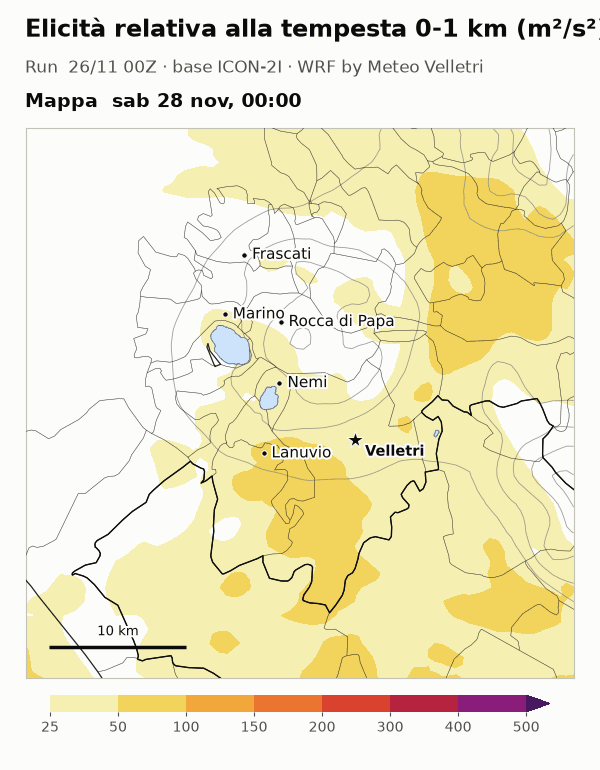 Elicità relativa alla tempesta 0-1 km (m²/s²)
Run  26/11 00Z · base ICON-2I · WRF by Meteo Velletri
Mappa  sab 28 nov, 00:00
Frascati
Marino
Rocca di Papa
Nemi
Velletri
Lanuvio
10 km
25 50 100 150 200 300 400 500